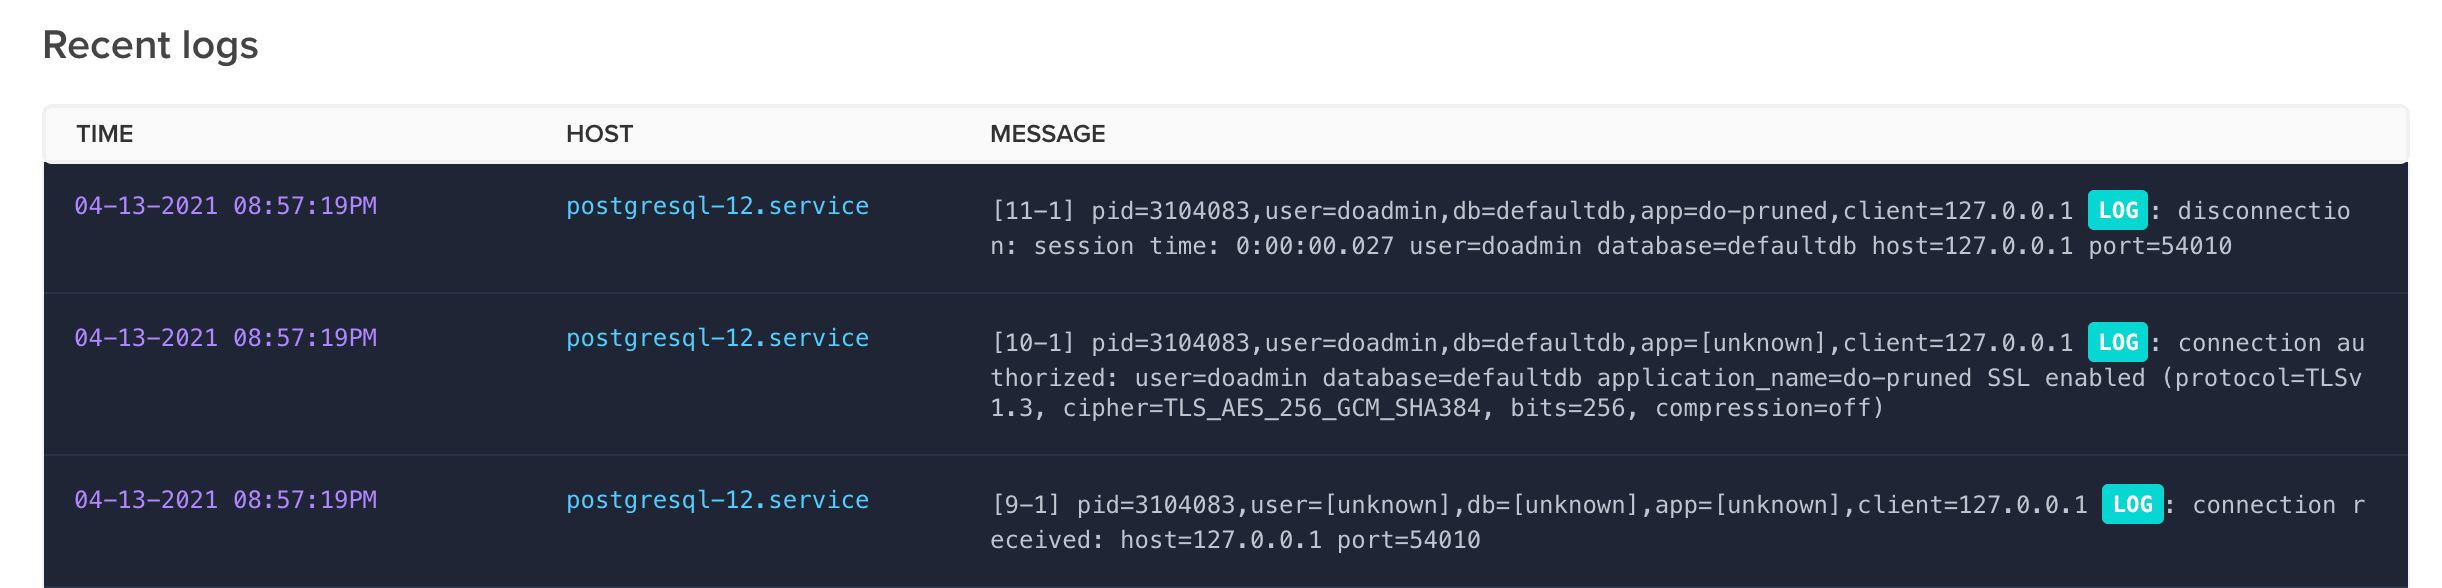 Recent logs
TIME HOST MESSAGE
04-13-2021 08:57:19PM postgresql-12.service [11-1] pid=3104083,user=doadmin,db=defaultdb,app=do-pruned,client=127.0.0.1 LOG: disconnectio
n: session time: 0:00:00.027 user=doadmin database=defaultdb host=127.0.0.1 port=54010
04-13-2021 08:57:19PM postgresql-12.service [10-1] pid=3104083,user=doadmin,db=defaultdb,app=[unknown],client=127.0.0.1 LOG: connection au
thorized: user=doadmin database=defaultdb application_name=do-pruned SSL enabled (protocol=TLSv
1.3, cipher=TLS_AES_256_GCM_SHA384, bits=256, compression=off)
04-13-2021 08:57:19PM postgresql-12.service [9-1] pid=3104083,user=[unknown],db=[unknown],app=[unknown],client=127.0.0.1 LOG: connection r
eceived: host=127.0.0.1 port=54010